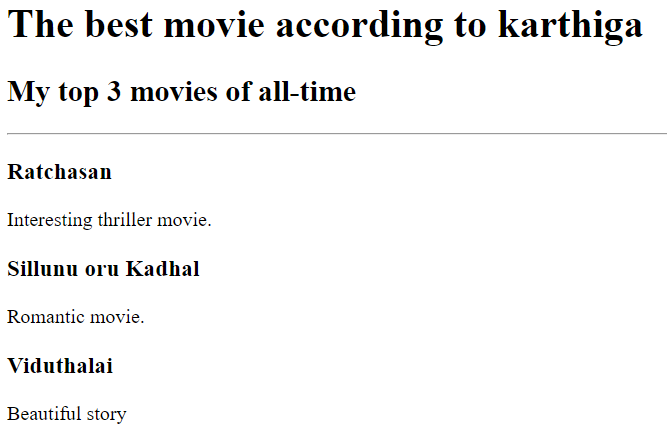 The best movie according to karthiga
My top 3 movies of all-time
Ratchasan
Interesting thriller movie.
Sillunu oru Kadhal
Romantic movie.
Viduthalai
Beautiful story